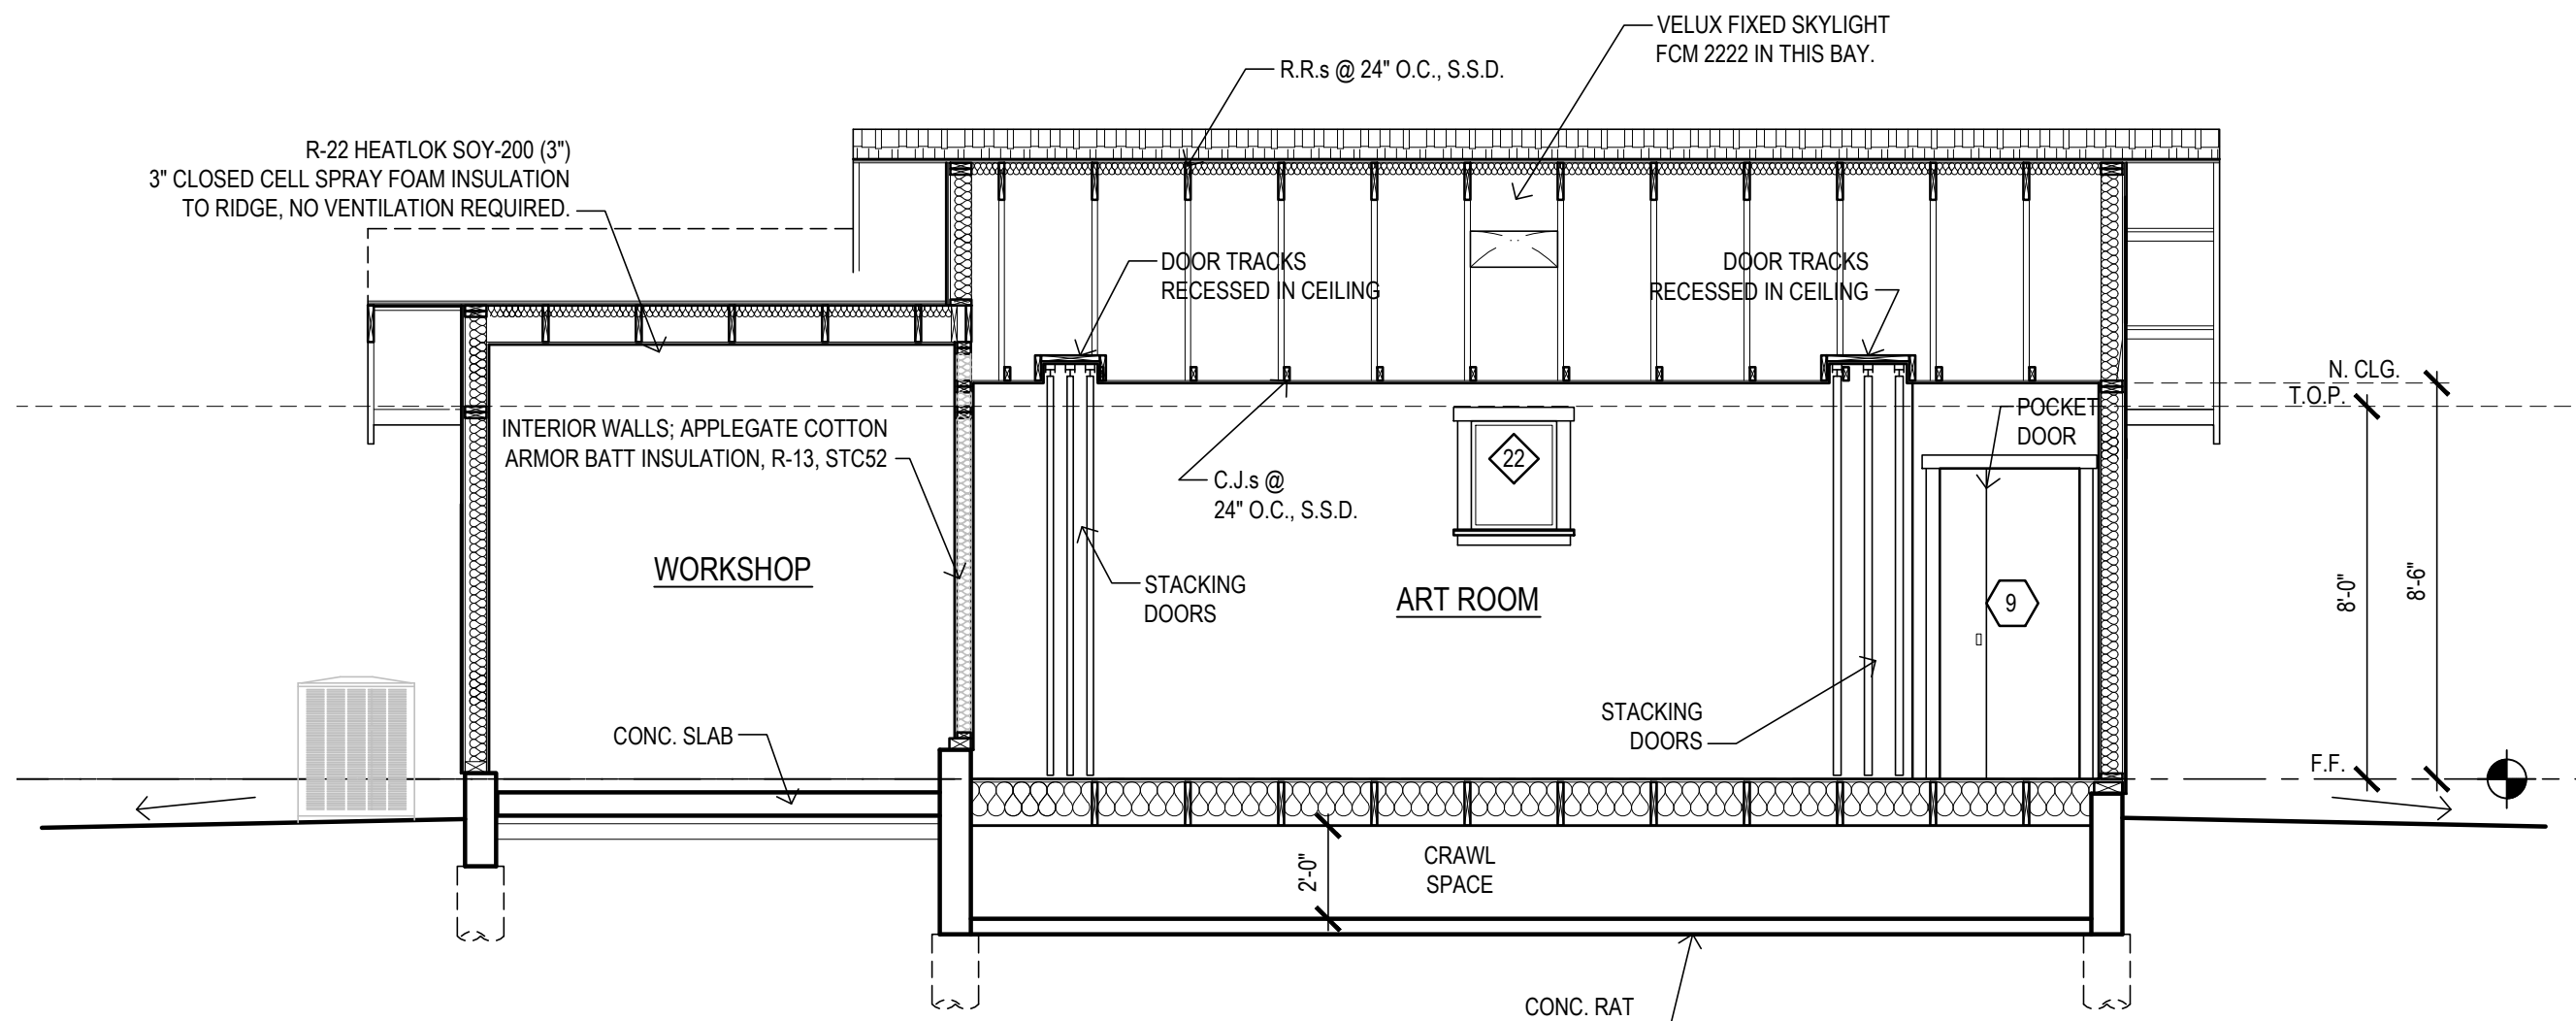 VELUX FIXED SKYLIGHT
FCM 2222 IN THIS BAY.
R.R.s @ 24" O.C., S.S.D.
R-22 HEATLOK SOY-200 (3")
3" CLOSED CELL SPRAY FOAM INSULATION
TO RIDGE, NO VENTILATION REQUIRED.
DOOR TRACKS
RECESSED IN CEILING
DOOR TRACKS
RECESSED IN CEILING
N. CLG.
T.O.P.
POCKET
DOOR
INTERIOR WALLS; APPLEGATE COTTON
ARMOR BATT INSULATION, R-13, STC52
22
C.J.s @
24" O.C., S.S.D.
WORKSHOP
STACKING
DOORS
ART ROOM
9
8'-0"
8'-6"
STACKING
DOORS
CONC. SLAB
F.F.
2'-0"
CRAWL
SPACE
CONC. RAT